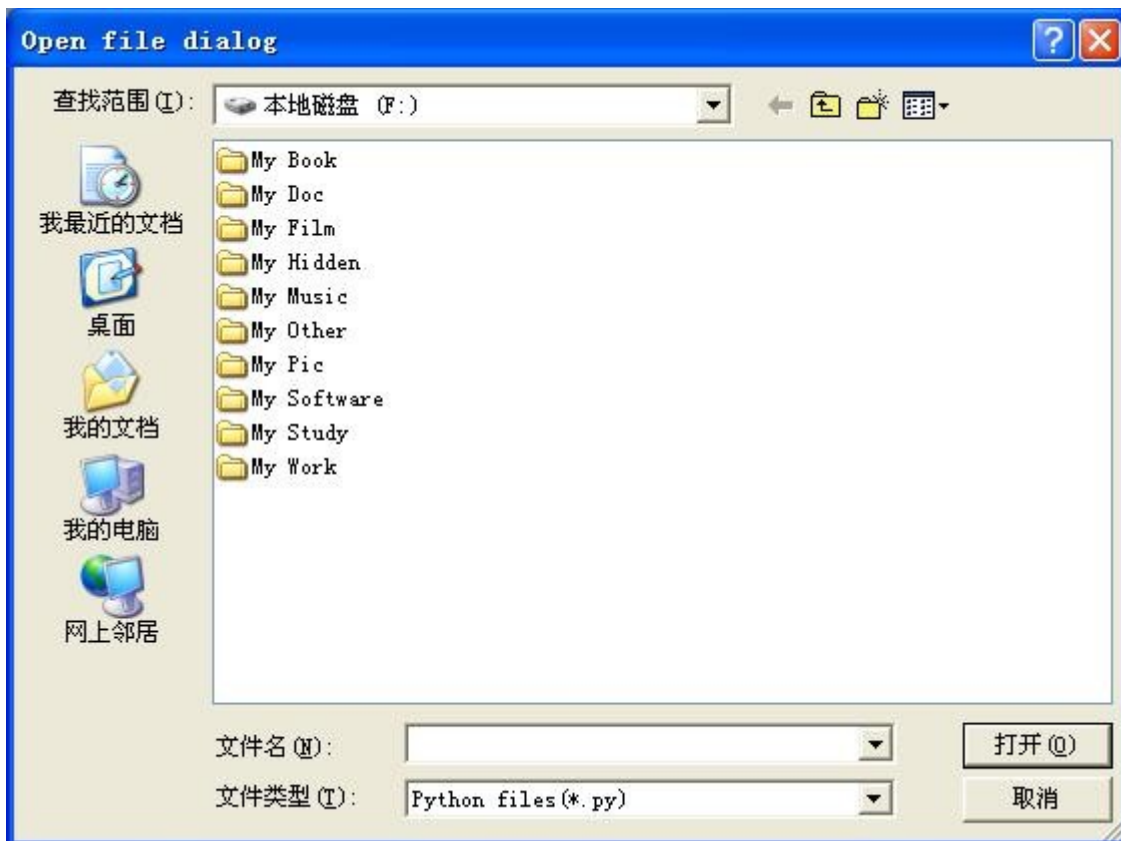 Open file dialog
查找范围(I):
本地磁盘 (F:)
我最近的文档
桌面
我的文档
我的电脑
网上邻居
My Book
My Doc
My Film
My Hidden
My Music
My Other
My Pic
My Software
My Study
My Work
文件名(N):
打开(O)
文件类型(T):
Python files(*.py)
取消